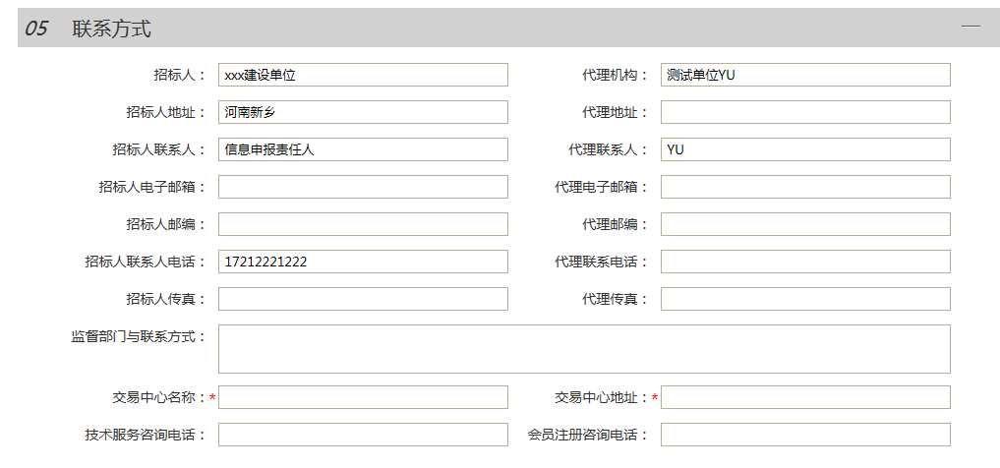 05 联系方式
招标人： xxx建设单位 代理机构： 测试单位YU
招标人地址： 河南新乡 代理地址：
招标人联系人： 信息申报责任人 代理联系人： YU
招标人电子邮箱： 代理电子邮箱：
招标人邮编： 代理邮编：
招标人联系人电话： 17212221222 代理联系电话：
招标人传真： 代理传真：
监督部门与联系方式：
交易中心名称：* 交易中心地址：*
技术服务咨询电话： 会员注册咨询电话：